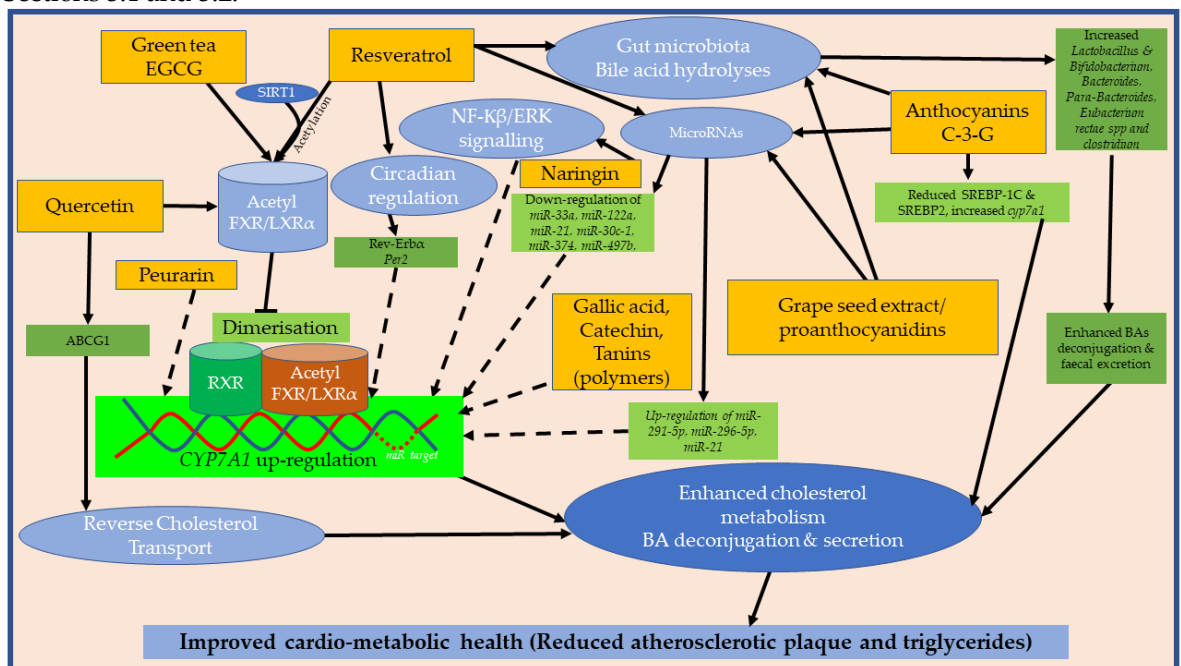 Sections 3.1 and 3.2.
Green tea
EGCG
Resveratrol
Gut microbiota
Bile acid hydrolyses
Increased
Lactobacillus &
Bifidobacterium,
Bacteroides,
Para-Bacteroides,
Eubacterium
rectae spp and
clostridium
SIRT1
Acetylation
NF-Kβ/ERK
signalling
MicroRNAs
Anthocyanins
C-3-G
Circadian
regulation
Naringin
Quercetin
Acetyl
FXR/LXRα
Down-regulation of
miR-33a, miR-122a,
miR-21, miR-30c-1,
miR-374, miR-497b,
Reduced SREBP-1C &
SREBP2, increased cyp7a1
Rev-Erbα
Per2
Peurarin
Gallic acid,
Catechin,
Tanins
(polymers)
Grape seed extract/
proanthocyanidins
Dimerisation
ABCG1
Enhanced BAs
deconjugation &
faecal excretion
RXR
Acetyl
FXR/LXRα
Up-regulation of miR-
291-5p, miR-296-5p,
miR-21
CYP7A1 up-regulation
miR target
Reverse Cholesterol
Transport
Enhanced cholesterol
metabolism
BA deconjugation & secretion
Improved cardio-metabolic health (Reduced atherosclerotic plaque and triglycerides)